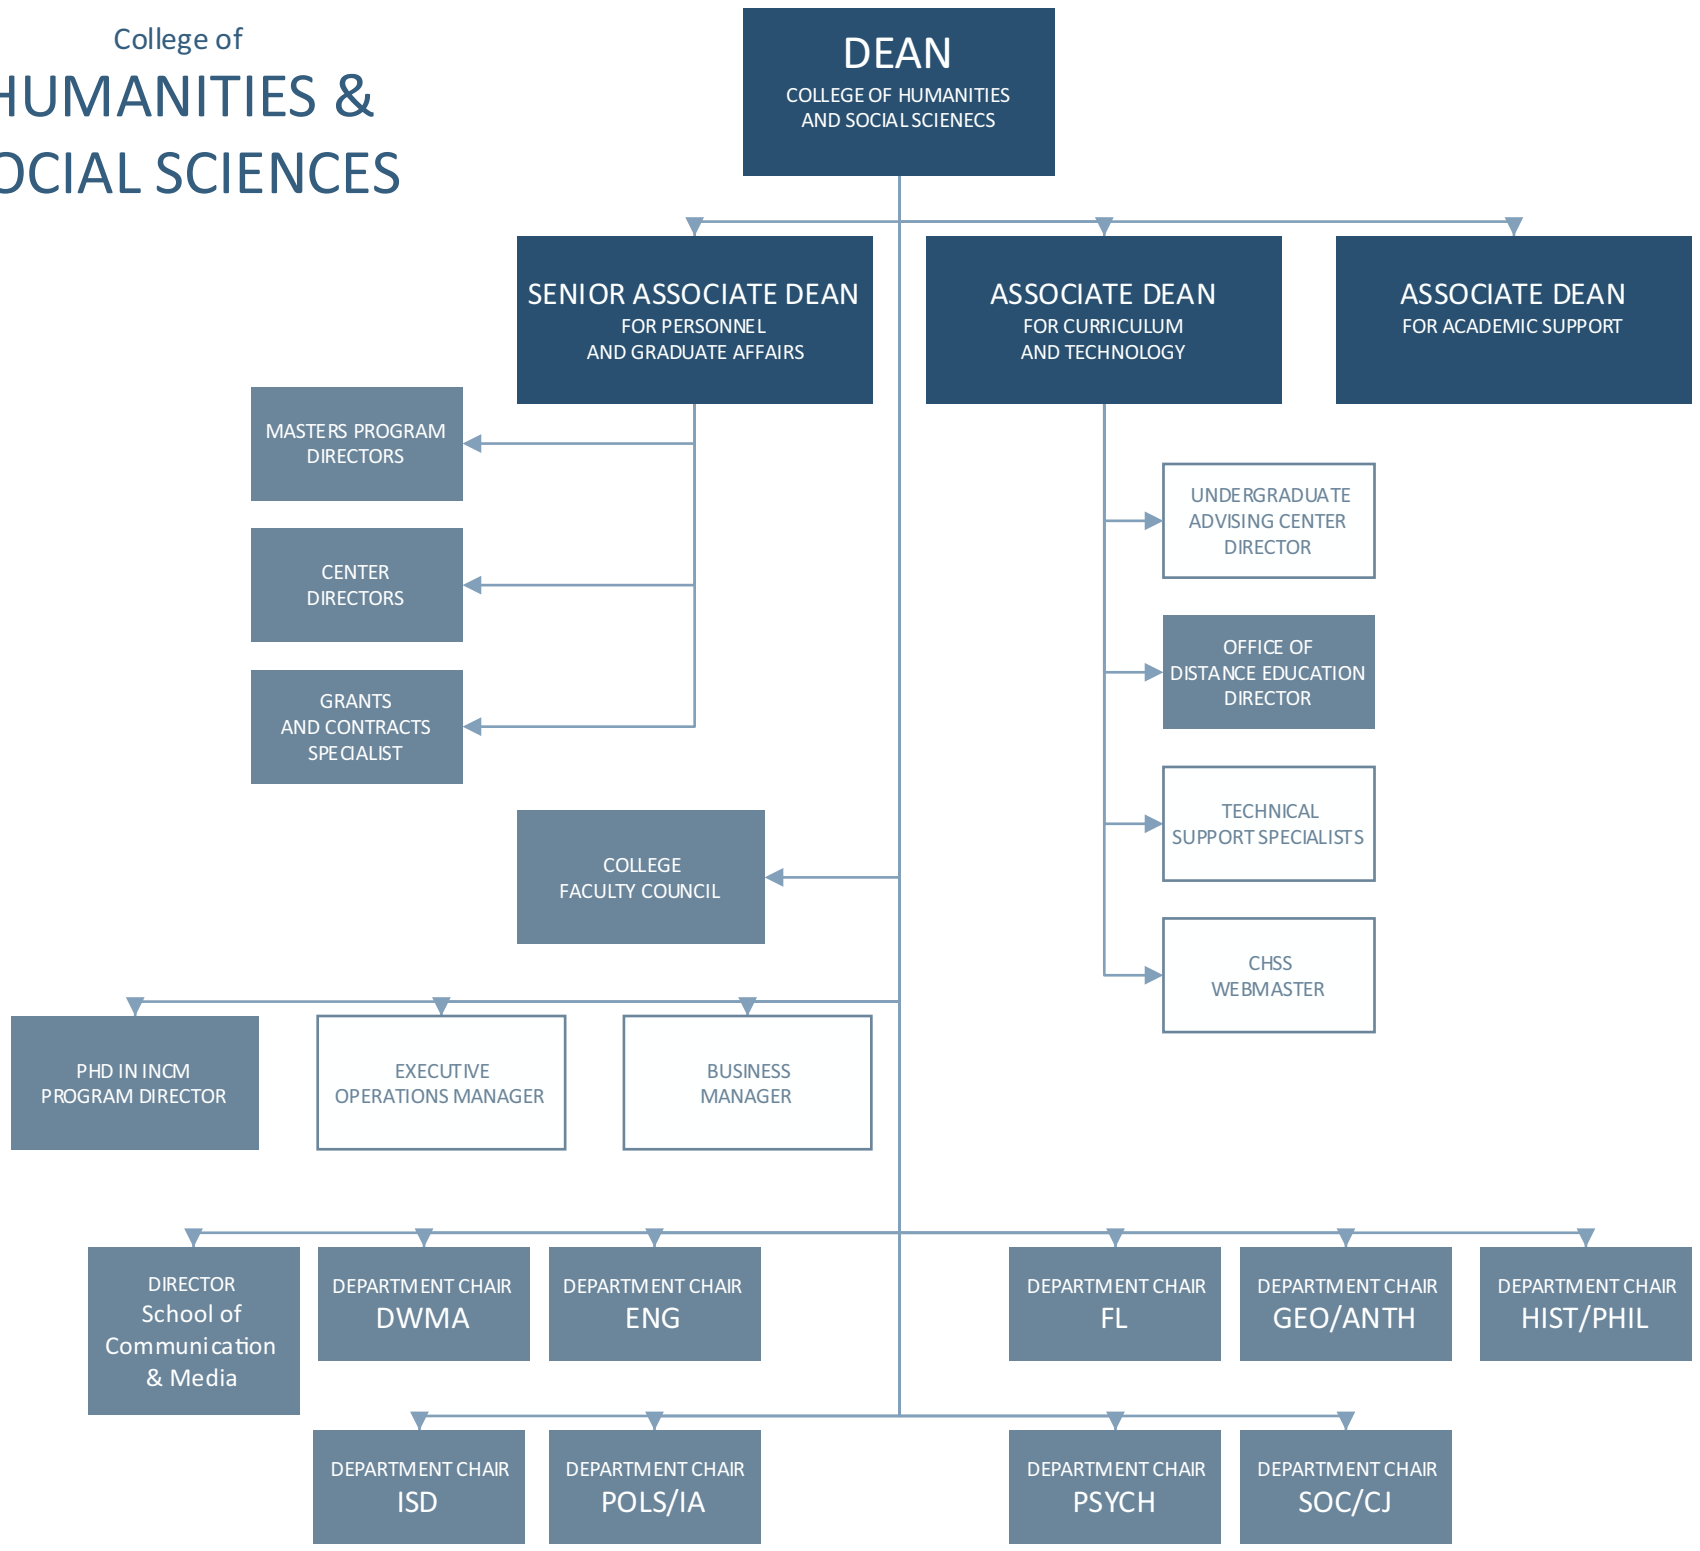 College of
HUMANITIES &
OCIAL SCIENCES
DEAN
COLLEGE OF HUMANITIES
AND SOCIAL SCIENECS
SENIOR ASSOCIATE DEAN
FOR PERSONNEL
AND GRADUATE AFFAIRS
ASSOCIATE DEAN
FOR CURRICULUM
AND TECHNOLOGY
ASSOCIATE DEAN
FOR ACADEMIC SUPPORT
MASTERS PROGRAM
DIRECTORS
CENTER
DIRECTORS
GRANTS
AND CONTRACTS
SPECIALIST
UNDERGRADUATE
ADVISING CENTER
DIRECTOR
OFFICE OF
DISTANCE EDUCATION
DIRECTOR
TECHNICAL
SUPPORT SPECIALISTS
CHSS
WEBMASTER
COLLEGE
FACULTY COUNCIL
PHD IN INCM
PROGRAM DIRECTOR
EXECUTIVE
OPERATIONS MANAGER
BUSINESS
MANAGER
DIRECTOR
School of
Communication
& Media
DEPARTMENT CHAIR
DWMA
DEPARTMENT CHAIR
ENG
DEPARTMENT CHAIR
FL
DEPARTMENT CHAIR
GEO/ANTH
DEPARTMENT CHAIR
HIST/PHIL
DEPARTMENT CHAIR
ISD
DEPARTMENT CHAIR
POLS/IA
DEPARTMENT CHAIR
PSYCH
DEPARTMENT CHAIR
SOC/CJ